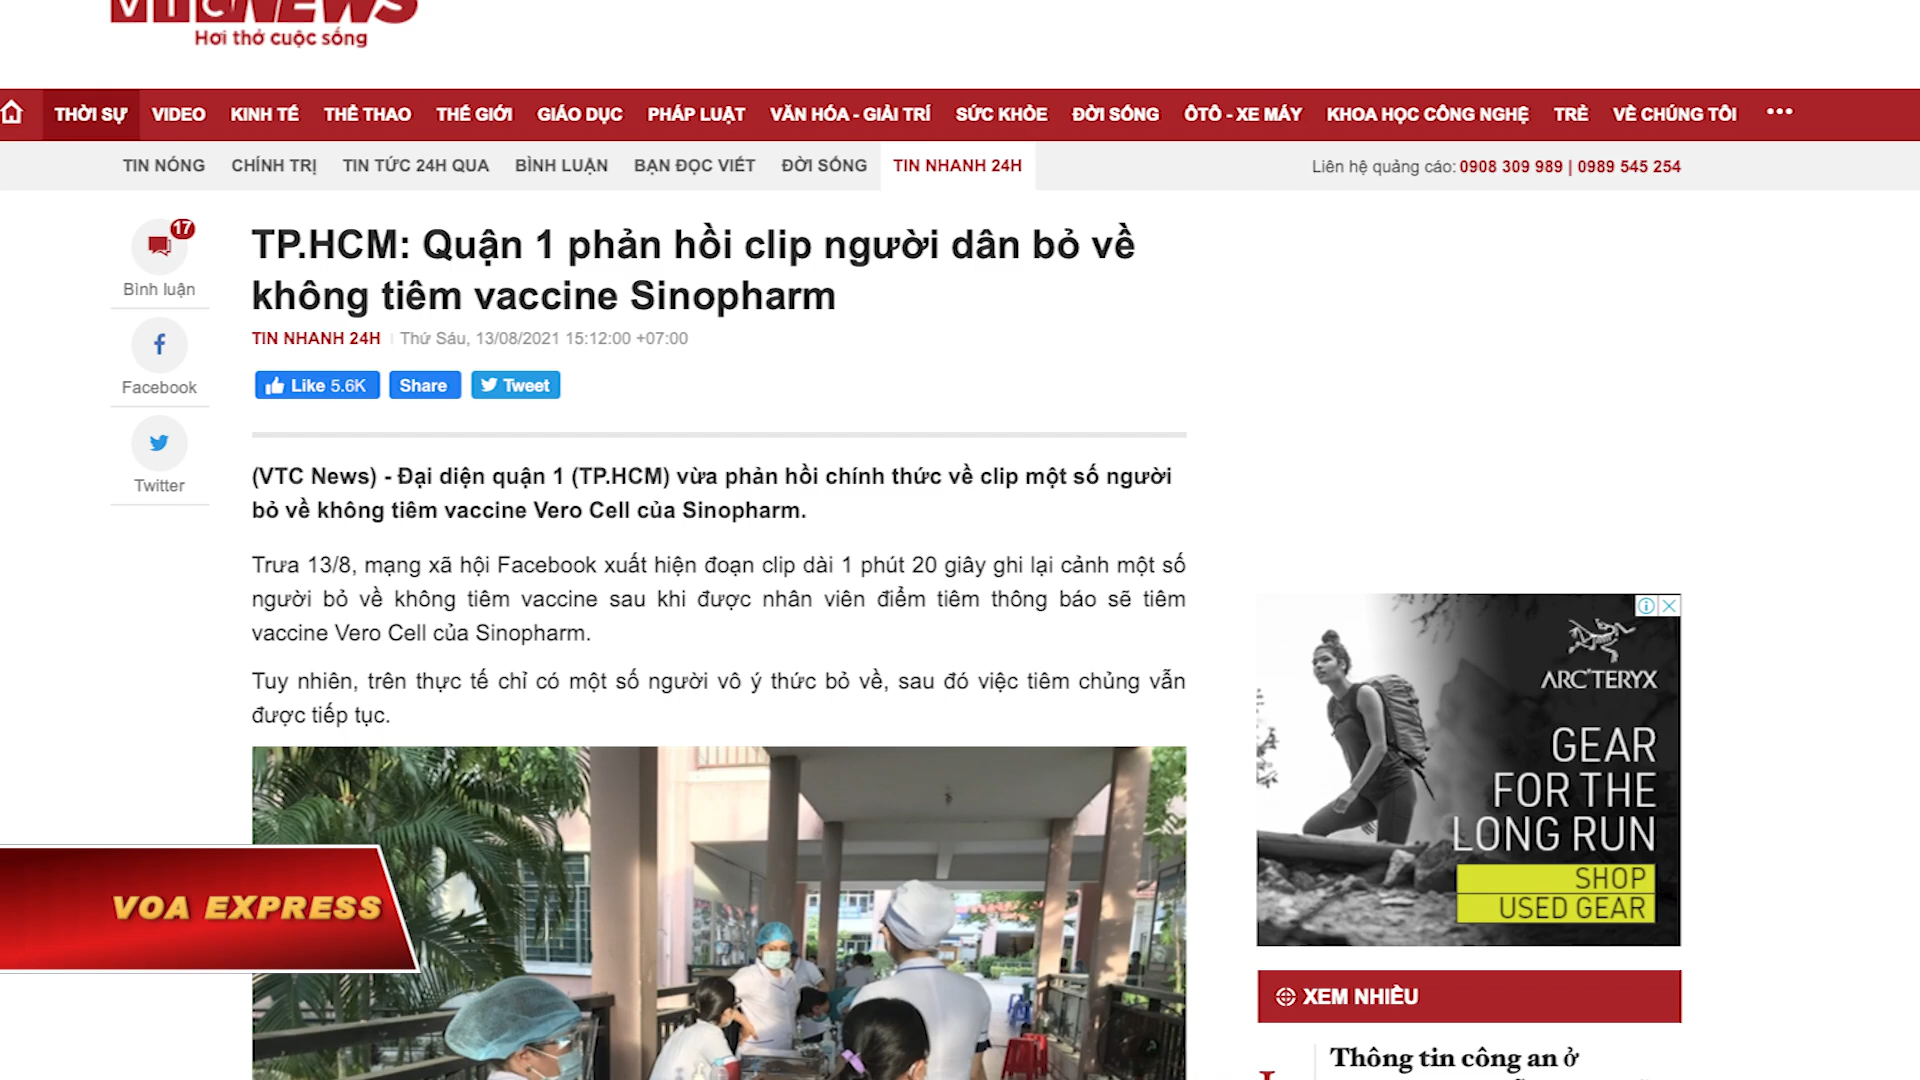 VTC NEWS
Hơi thở cuộc sống
THỜI SỰ VIDEO KINH TẾ THỂ THAO THẾ GIỚI GIÁO DỤC PHÁP LUẬT VĂN HÓA - GIẢI TRÍ SỨC KHỎE ĐỜI SỐNG ÔTÔ - XE MÁY KHOA HỌC CÔNG NGHỆ TRẺ VỀ CHÚNG TÔI •••
TIN NÓNG CHÍNH TRỊ TIN TỨC 24H QUA BÌNH LUẬN BẠN ĐỌC VIẾT ĐỜI SỐNG TIN NHANH 24H
Liên hệ quảng cáo: 0908 309 989 | 0989 545 254
17
Bình luận
Facebook
Twitter
TP.HCM: Quận 1 phản hồi clip người dân bỏ về
không tiêm vaccine Sinopharm
TIN NHANH 24H Thứ Sáu, 13/08/2021 15:12:00 +07:00
Like 5.6K Share Tweet
(VTC News) - Đại diện quận 1 (TP.HCM) vừa phản hồi chính thức về clip một số người
bỏ về không tiêm vaccine Vero Cell của Sinopharm.
Trưa 13/8, mạng xã hội Facebook xuất hiện đoạn clip dài 1 phút 20 giây ghi lại cảnh một số
người bỏ về không tiêm vaccine sau khi được nhân viên điểm tiêm thông báo sẽ tiêm
vaccine Vero Cell của Sinopharm.
Tuy nhiên, trên thực tế chỉ có một số người vô ý thức bỏ về, sau đó việc tiêm chủng vẫn
được tiếp tục.
VOA EXPRESS
ARC'TERYX
GEAR
FOR THE
LONG RUN
SHOP
USED GEAR
XEM NHIỀU
Thông tin công an ở